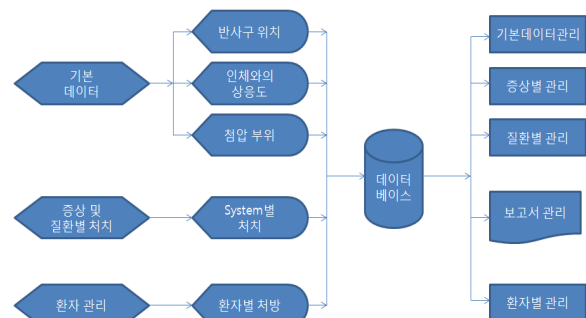 기본
데이터
반사구 위치
인체와의
상응도
첨압 부위
증상 및
질환별 처치
System별
처치
환자 관리
환자별 처방
데이터
베이스
기본데이터관리
증상별 관리
질환별 관리
보고서 관리
환자별 관리